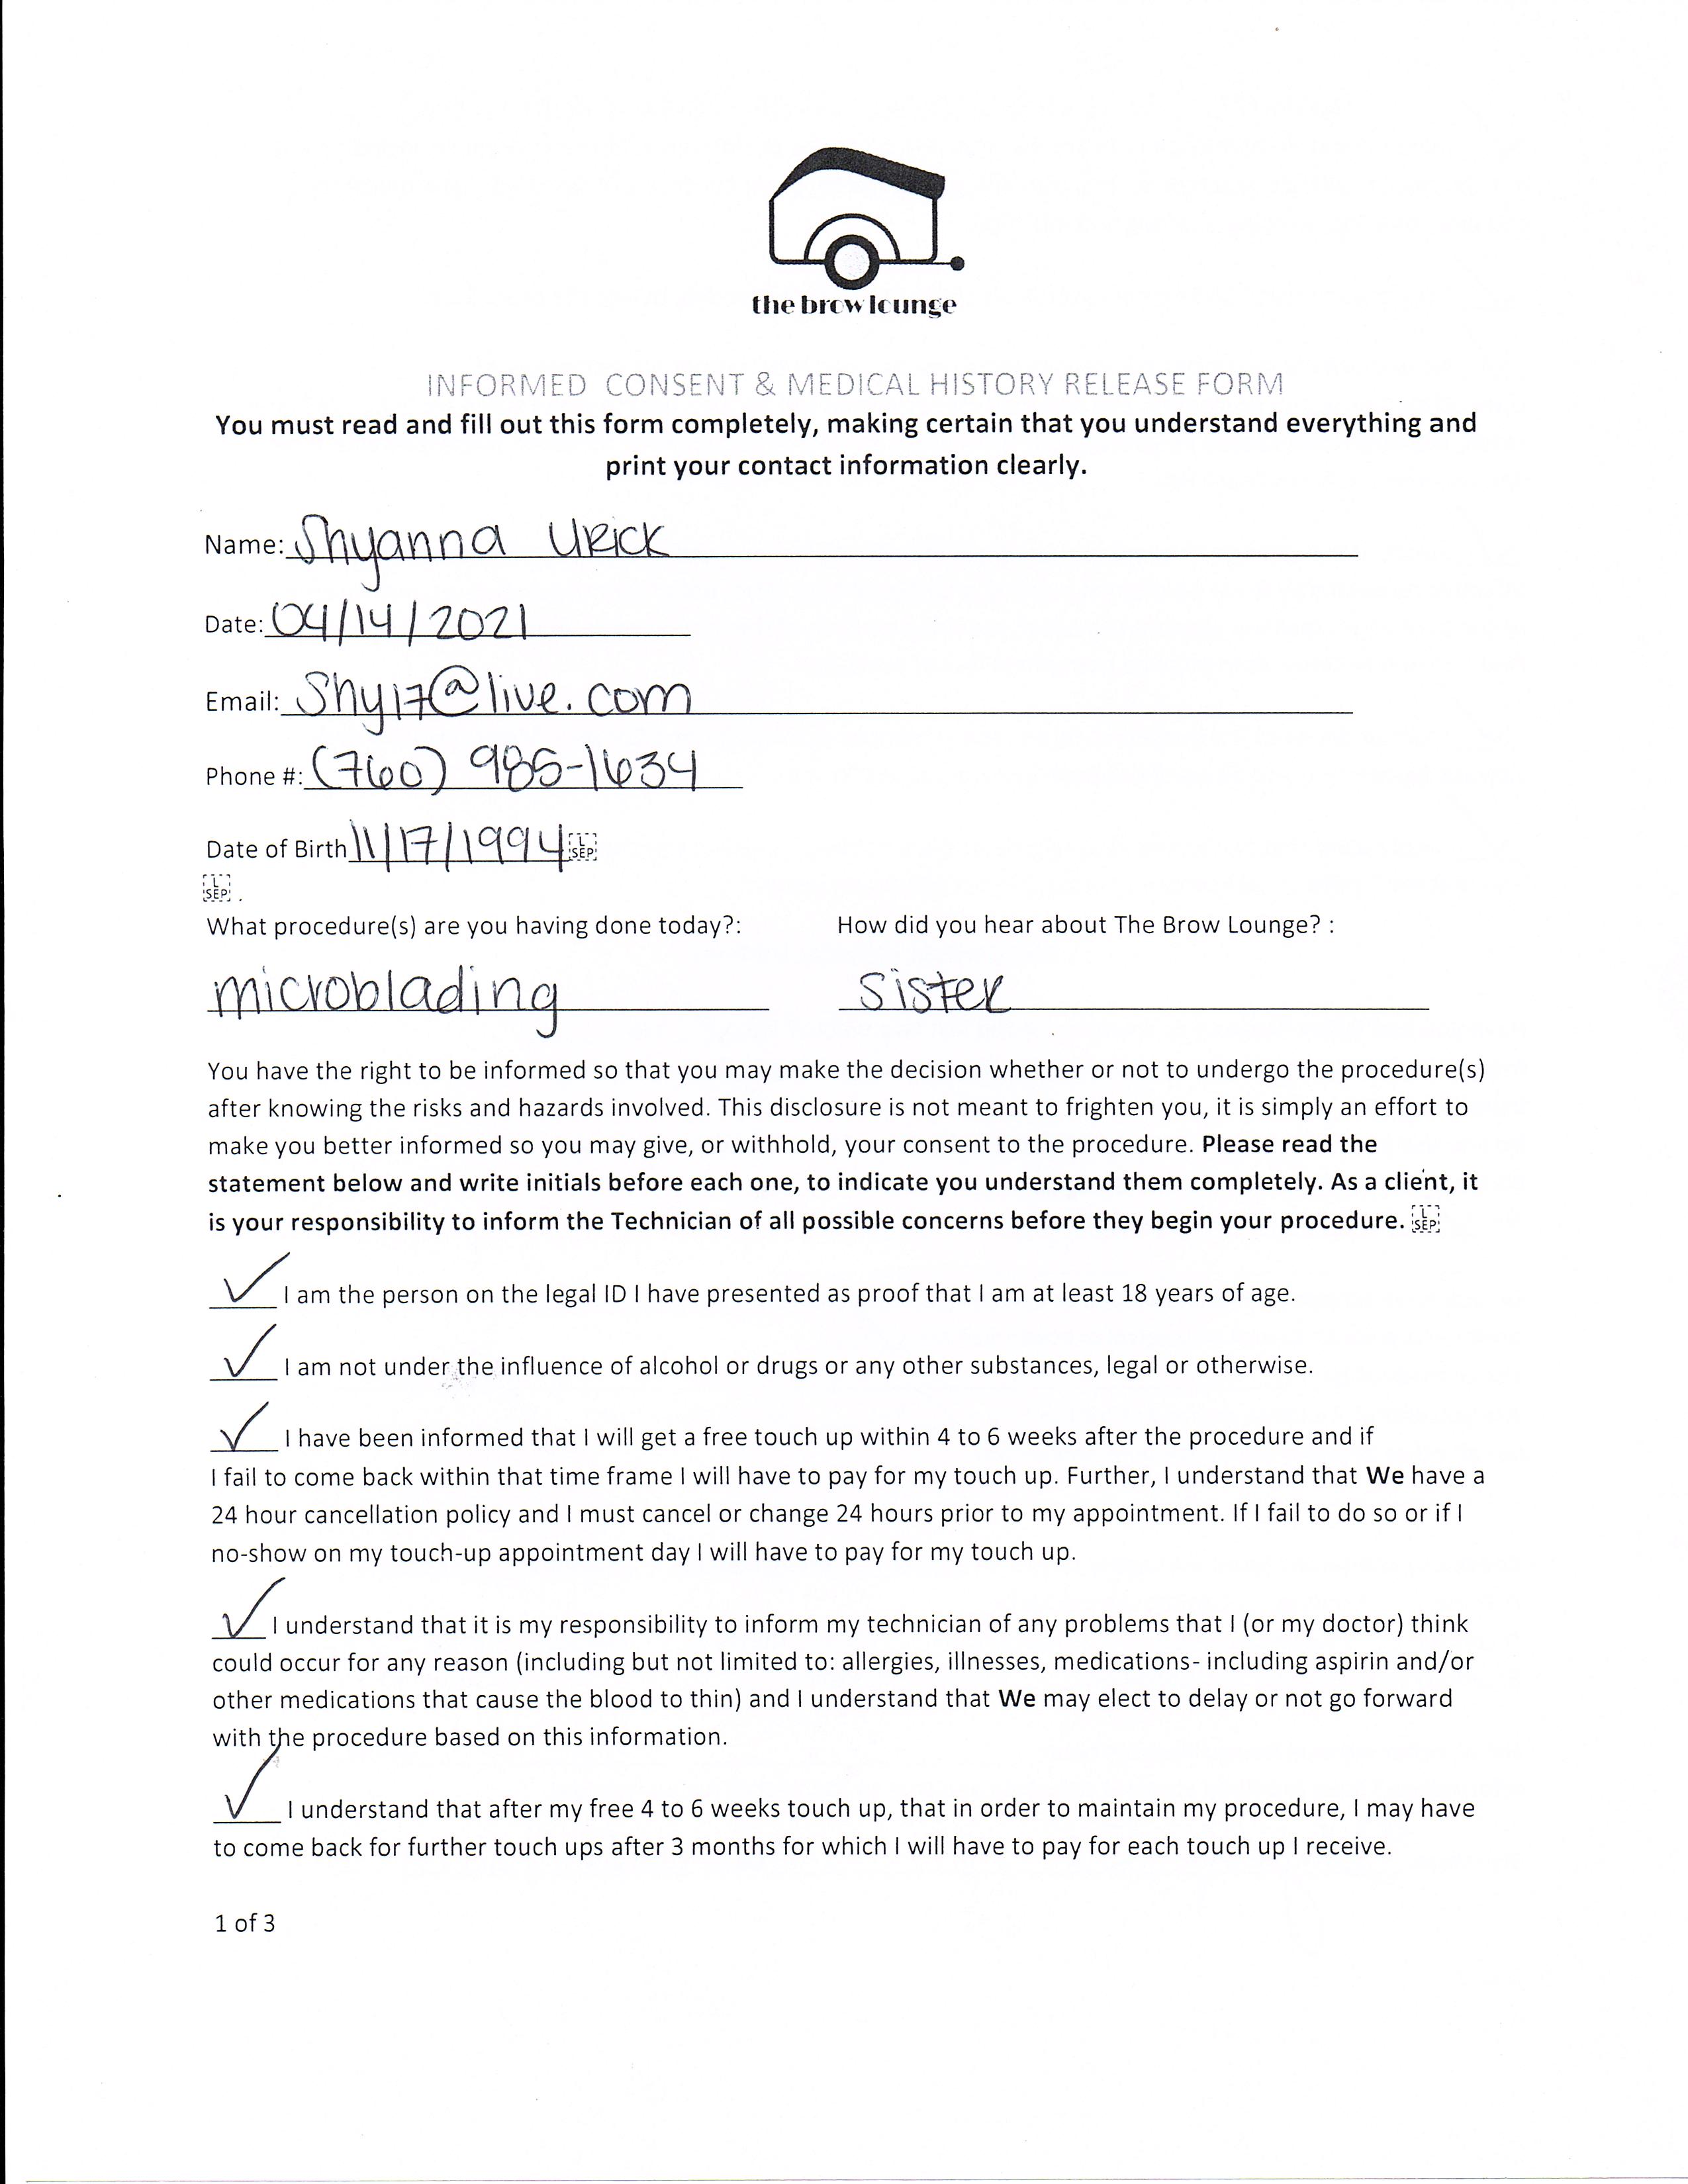 the brow lounge
INFORMED CONSENT & MEDICAL HISTORY RELEASE FORM
You must read and fill out this form completely, making certain that you understand everything and
print your contact information clearly.
Name: Shyanna Urick
Date: 04/14/2021
Email: Shy17@live.com
Phone #: (760) 985-1634
Date of Birth 11/17/1994 L SEP
L SEP .
What procedure(s) are you having done today?: How did you hear about The Brow Lounge? :
microblading sister
You have the right to be informed so that you may make the decision whether or not to undergo the procedure(s)
after knowing the risks and hazards involved. This disclosure is not meant to frighten you, it is simply an effort to
make you better informed so you may give, or withhold, your consent to the procedure. Please read the
statement below and write initials before each one, to indicate you understand them completely. As a client, it
is your responsibility to inform the Technician of all possible concerns before they begin your procedure. L SEP
✓ I am the person on the legal ID I have presented as proof that I am at least 18 years of age.
✓ I am not under the influence of alcohol or drugs or any other substances, legal or otherwise.
✓ I have been informed that I will get a free touch up within 4 to 6 weeks after the procedure and if
I fail to come back within that time frame I will have to pay for my touch up. Further, I understand that We have a
24 hour cancellation policy and I must cancel or change 24 hours prior to my appointment. If I fail to do so or if I
no-show on my touch-up appointment day I will have to pay for my touch up.
✓ I understand that it is my responsibility to inform my technician of any problems that I (or my doctor) think
could occur for any reason (including but not limited to: allergies, illnesses, medications- including aspirin and/or
other medications that cause the blood to thin) and I understand that We may elect to delay or not go forward
with the procedure based on this information.
✓ I understand that after my free 4 to 6 weeks touch up, that in order to maintain my procedure, I may have
to come back for further touch ups after 3 months for which I will have to pay for each touch up I receive.
1 of 3